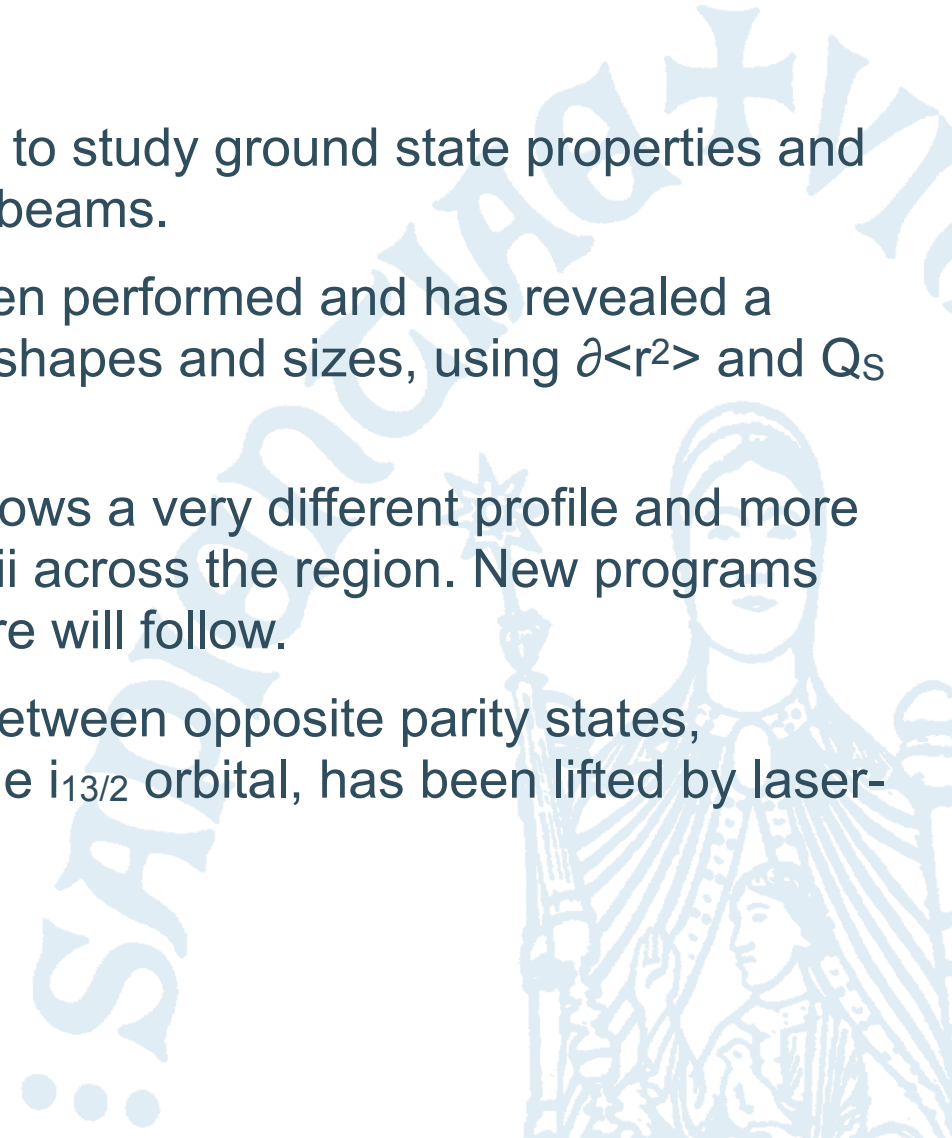 to study ground state properties and
beams.
en performed and has revealed a
shapes and sizes, using ∂<r²> and Qₛ
ows a very different profile and more
ii across the region. New programs
re will follow.
etween opposite parity states,
e i₁₃/₂ orbital, has been lifted by laser-
SAPIENTIAE